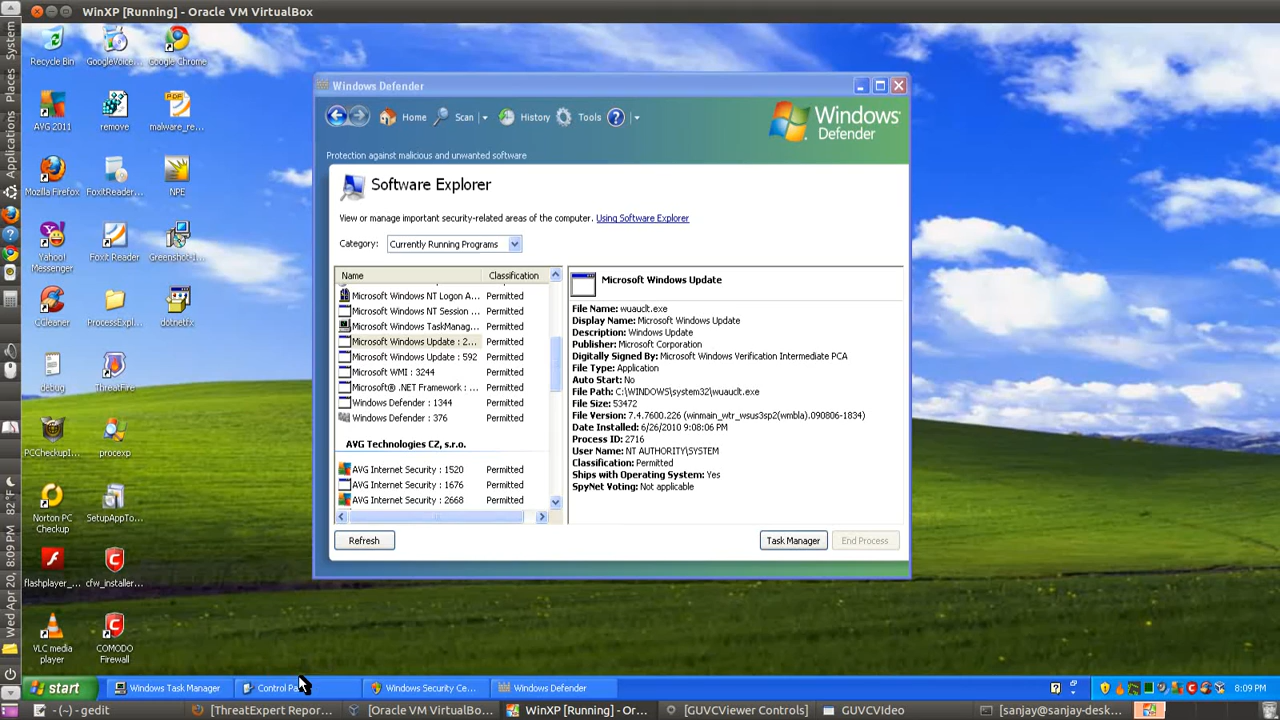 WinXP [Running] - Oracle VM VirtualBox
Applications Places System
Wed Apr 20, 8:09 PM
82 °F
Recycle Bin
GoogleVoice...
Google Chrome
AVG 2011
remove
malware_re...
Mozilla Firefox
FoxitReader...
NPE
Yahoo!
Messenger
Foxit Reader
Greenshot-I...
CCleaner
ProcessExpl...
dotnetfx
debug
ThreatFire
PCCheckupI...
procexp
Norton PC
Checkup
SetupAppTo...
flashplayer_...
cfw_installer...
VLC media
player
COMODO
Firewall
Windows Defender
Home
Scan
History
Tools
Windows
Defender
Protection against malicious and unwanted software
Software Explorer
View or manage important security-related areas of the computer. Using Software Explorer
Category: Currently Running Programs
Name Classification
Microsoft Windows NT Logon A... Permitted
Microsoft Windows NT Session ... Permitted
Microsoft Windows TaskManag... Permitted
Microsoft Windows Update : 2... Permitted
Microsoft Windows Update : 592 Permitted
Microsoft WMI : 3244 Permitted
Microsoft® .NET Framework : ... Permitted
Windows Defender : 1344 Permitted
Windows Defender : 376 Permitted
AVG Technologies CZ, s.r.o.
AVG Internet Security : 1520 Permitted
AVG Internet Security : 1676 Permitted
AVG Internet Security : 2668 Permitted
Microsoft Windows Update
File Name: wuauclt.exe
Display Name: Microsoft Windows Update
Description: Windows Update
Publisher: Microsoft Corporation
Digitally Signed By: Microsoft Windows Verification Intermediate PCA
File Type: Application
Auto Start: No
File Path: C:\WINDOWS\system32\wuauclt.exe
File Size: 53472
File Version: 7.4.7600.226 (winmain_wtr_wsus3sp2(wmbla).090806-1834)
Date Installed: 6/26/2010 9:08:06 PM
Process ID: 2716
User Name: NT AUTHORITY\SYSTEM
Classification: Permitted
Ships with Operating System: Yes
SpyNet Voting: Not applicable
Refresh
Task Manager
End Process
start
Windows Task Manager
Control Pa
Windows Security Ce...
Windows Defender
8:09 PM
- (~) - gedit
[ThreatExpert Repor...
[Oracle VM VirtualBo...
WinXP [Running] - Or...
[GUVCViewer Controls]
GUVCVIdeo
[sanjay@sanjay-desk...